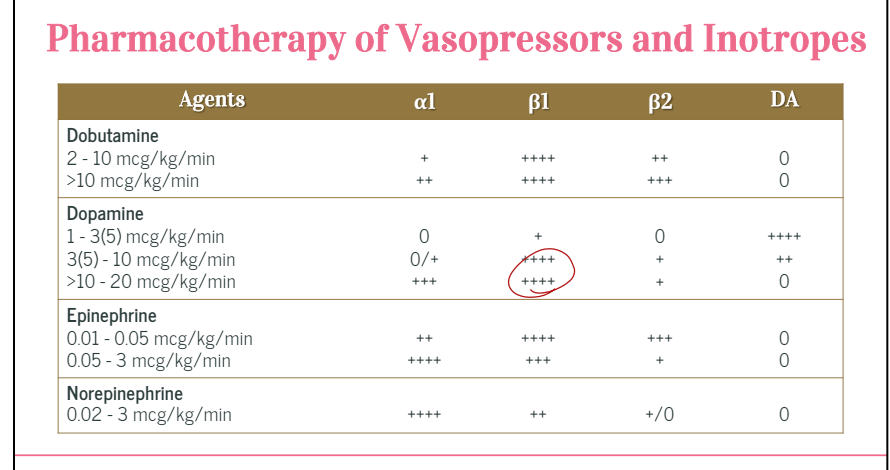 Pharmacotherapy of Vasopressors and Inotropes
Agents α1 β1 β2 DA
Dobutamine
2 - 10 mcg/kg/min + ++++ ++ 0
>10 mcg/kg/min ++ ++++ +++ 0
Dopamine
1 - 3(5) mcg/kg/min 0 + 0 ++++
3(5) - 10 mcg/kg/min 0/+ ++++ + ++
>10 - 20 mcg/kg/min +++ ++++ + 0
Epinephrine
0.01 - 0.05 mcg/kg/min ++ ++++ +++ 0
0.05 - 3 mcg/kg/min ++++ +++ + 0
Norepinephrine
0.02 - 3 mcg/kg/min ++++ ++ +/0 0